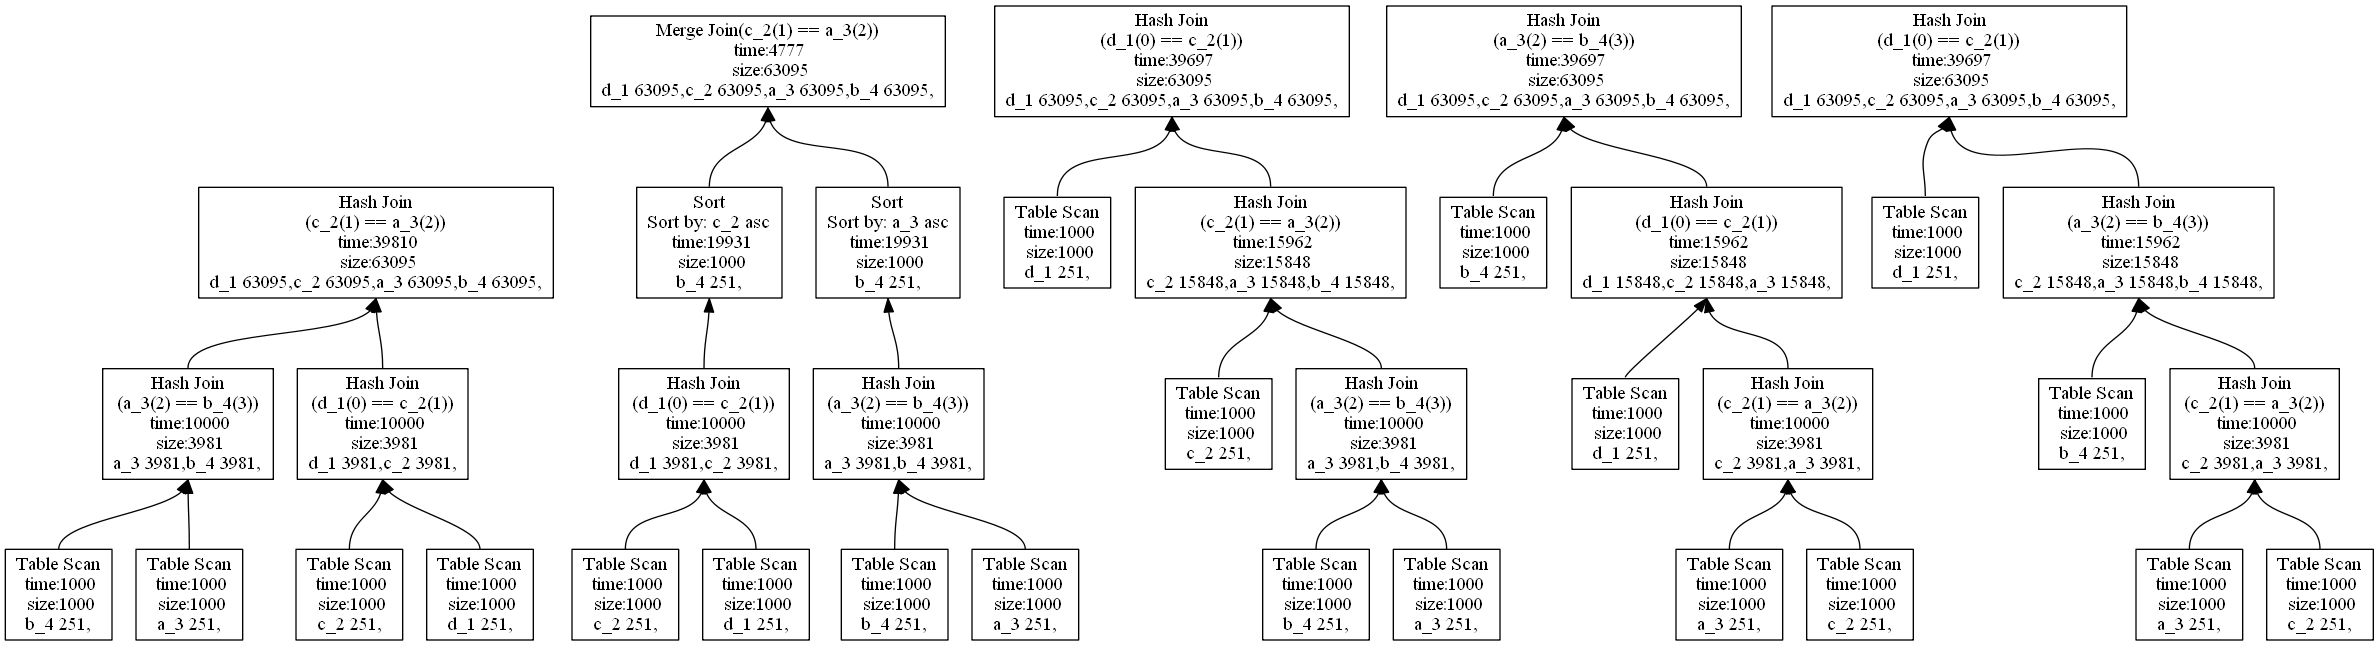 Merge Join(c_2(1) == a_3(2))
time:4777
size:63095
d_1 63095,c_2 63095,a_3 63095,b_4 63095,
Hash Join
(d_1(0) == c_2(1))
time:39697
size:63095
d_1 63095,c_2 63095,a_3 63095,b_4 63095,
Hash Join
(a_3(2) == b_4(3))
time:39697
size:63095
d_1 63095,c_2 63095,a_3 63095,b_4 63095,
Hash Join
(d_1(0) == c_2(1))
time:39697
size:63095
d_1 63095,c_2 63095,a_3 63095,b_4 63095,
Hash Join
(c_2(1) == a_3(2))
time:39810
size:63095
d_1 63095,c_2 63095,a_3 63095,b_4 63095,
Sort
Sort by: c_2 asc
time:19931
size:1000
b_4 251,
Sort
Sort by: a_3 asc
time:19931
size:1000
b_4 251,
Table Scan
time:1000
size:1000
d_1 251,
Hash Join
(c_2(1) == a_3(2))
time:15962
size:15848
c_2 15848,a_3 15848,b_4 15848,
Table Scan
time:1000
size:1000
b_4 251,
Hash Join
(d_1(0) == c_2(1))
time:15962
size:15848
d_1 15848,c_2 15848,a_3 15848,
Table Scan
time:1000
size:1000
d_1 251,
Hash Join
(a_3(2) == b_4(3))
time:15962
size:15848
c_2 15848,a_3 15848,b_4 15848,
Hash Join
(a_3(2) == b_4(3))
time:10000
size:3981
a_3 3981,b_4 3981,
Hash Join
(d_1(0) == c_2(1))
time:10000
size:3981
d_1 3981,c_2 3981,
Hash Join
(d_1(0) == c_2(1))
time:10000
size:3981
d_1 3981,c_2 3981,
Hash Join
(a_3(2) == b_4(3))
time:10000
size:3981
a_3 3981,b_4 3981,
Table Scan
time:1000
size:1000
c_2 251,
Hash Join
(a_3(2) == b_4(3))
time:10000
size:3981
a_3 3981,b_4 3981,
Table Scan
time:1000
size:1000
d_1 251,
Hash Join
(c_2(1) == a_3(2))
time:10000
size:3981
c_2 3981,a_3 3981,
Table Scan
time:1000
size:1000
b_4 251,
Hash Join
(c_2(1) == a_3(2))
time:10000
size:3981
c_2 3981,a_3 3981,
Table Scan
time:1000
size:1000
b_4 251,
Table Scan
time:1000
size:1000
a_3 251,
Table Scan
time:1000
size:1000
c_2 251,
Table Scan
time:1000
size:1000
d_1 251,
Table Scan
time:1000
size:1000
c_2 251,
Table Scan
time:1000
size:1000
d_1 251,
Table Scan
time:1000
size:1000
b_4 251,
Table Scan
time:1000
size:1000
a_3 251,
Table Scan
time:1000
size:1000
b_4 251,
Table Scan
time:1000
size:1000
a_3 251,
Table Scan
time:1000
size:1000
a_3 251,
Table Scan
time:1000
size:1000
c_2 251,
Table Scan
time:1000
size:1000
a_3 251,
Table Scan
time:1000
size:1000
c_2 251,